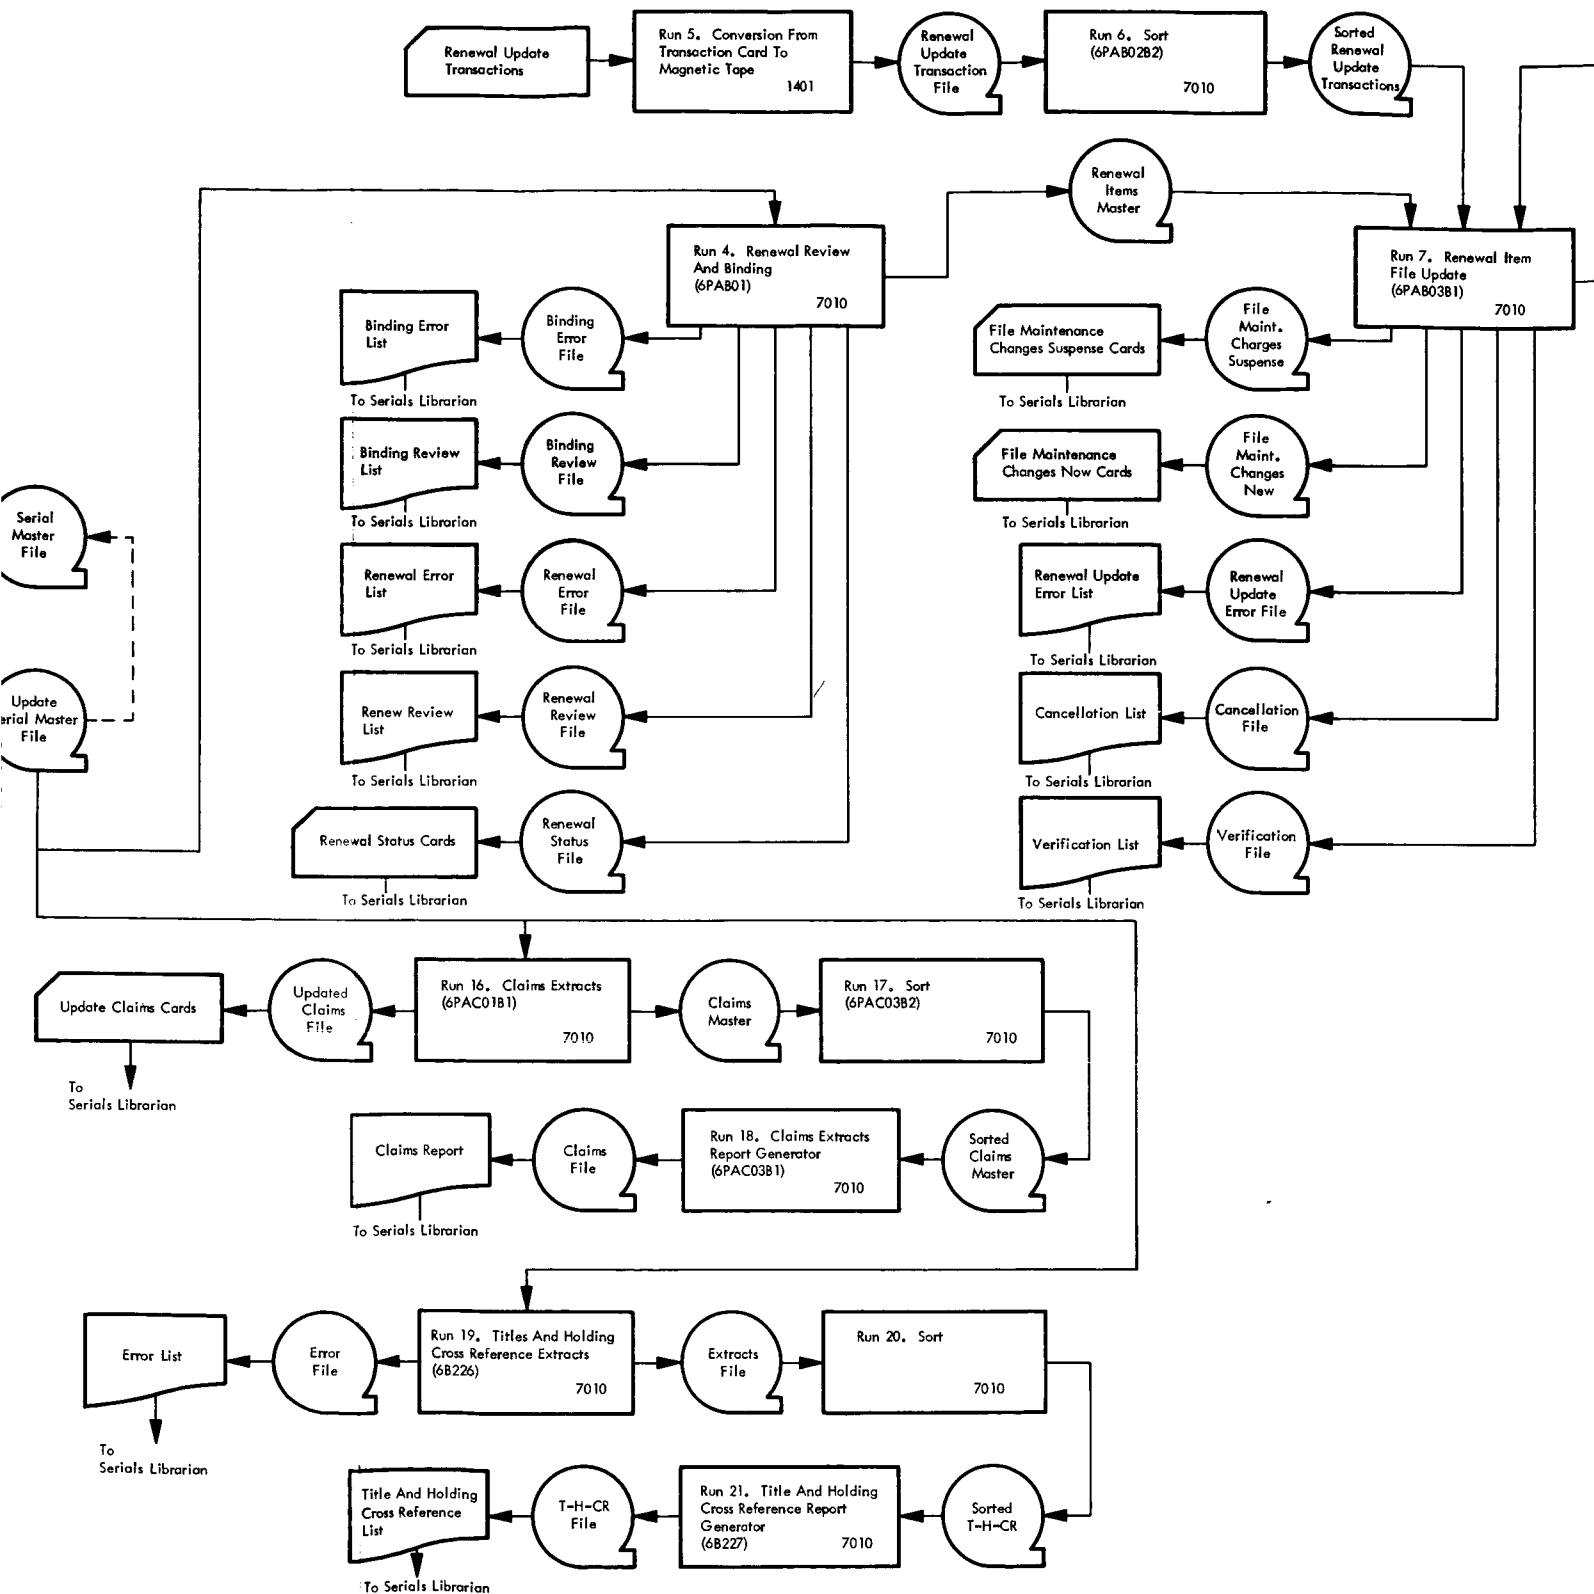 Renewal Update
Transactions
Run 5. Conversion From
Transaction Card To
Magnetic Tape
1401
Renewal
Update
Transaction
File
Run 6. Sort
(6PAB02B2)
7010
Sorted
Renewal
Update
Transactions
Renewal
Items
Master
Run 4. Renewal Review
And Binding
(6PAB01)
7010
Run 7. Renewal Item
File Update
(6PAB03B1)
7010
Binding Error
List
Binding
Error
File
To Serials Librarian
Binding Review
List
Binding
Review
File
To Serials Librarian
Renewal Error
List
Renewal
Error
File
To Serials Librarian
Renew Review
List
Renewal
Review
File
To Serials Librarian
Renewal Status Cards
Renewal
Status
File
To Serials Librarian
File Maintenance
Changes Suspense Cards
File
Maint.
Charges
Suspense
To Serials Librarian
File Maintenance
Changes Now Cards
File
Maint.
Changes
New
To Serials Librarian
Renewal Update
Error List
Renewal
Update
Error File
To Serials Librarian
Cancellation List
Cancellation
File
To Serials Librarian
Verification List
Verification
File
To Serials Librarian
Serial
Master
File
Update
erial Master
File
Update Claims Cards
Updated
Claims
File
Run 16. Claims Extracts
(6PAC01B1)
7010
Claims
Master
Run 17. Sort
(6PAC03B2)
7010
To
Serials Librarian
Claims Report
Claims
File
Run 18. Claims Extracts
Report Generator
(6PAC03B1)
7010
Sorted
Claims
Master
To Serials Librarian
Error List
Error
File
Run 19. Titles And Holding
Cross Reference Extracts
(6B226)
7010
Extracts
File
Run 20. Sort
7010
To
Serials Librarian
Title And Holding
Cross Reference
List
T-H-CR
File
Run 21. Title And Holding
Cross Reference Report
Generator
(6B227)
7010
Sorted
T-H-CR
To Serials Librarian